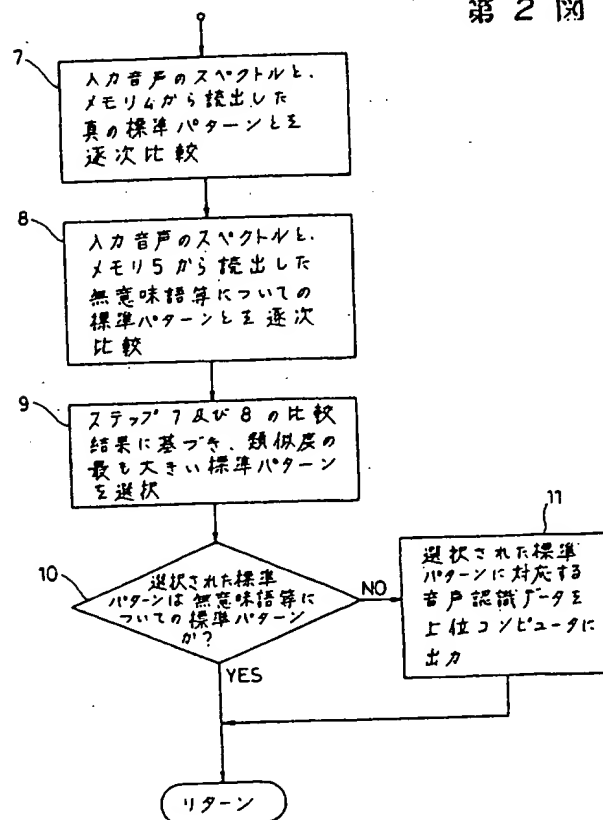 第 2 図
7
入力音声のスペクトルと、
メモリ4から読出した
真の標準パターンとを
逐次比較
8
入力音声のスペクトルと、
メモリ5から読出した
無意味語等についての
標準パターンとを逐次
比較
9
ステップ7及び8の比較
結果に基づき、類似度の
最も大きい標準パターン
を選択
10
選択された標準
パターンは無意味語等に
ついての標準パターン
か?
NO
YES
11
選択された標準
パターンに対応する
音声認識データを
上位コンピュータに
出力
リターン